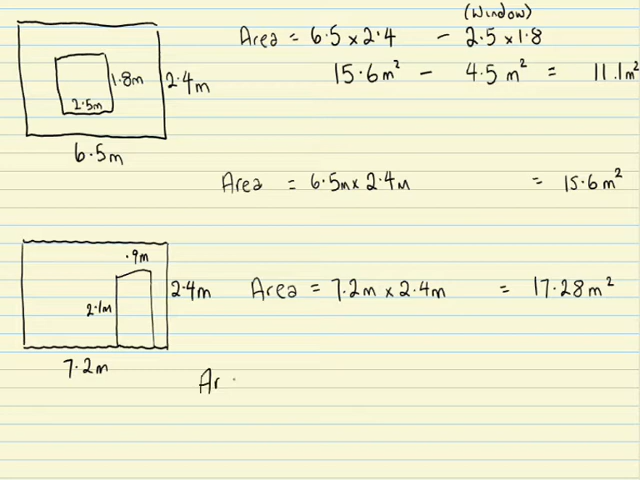 (Window)
Area = 6.5 x 2.4 - 2.5 x 1.8
1.8m
2.4m
15.6m² - 4.5 m² = 11.1m²
2.5m
6.5m
Area = 6.5m x 2.4m = 15.6m²
.9m
2.4m
Area = 7.2m x 2.4m = 17.28m²
2.1m
7.2m
Ar